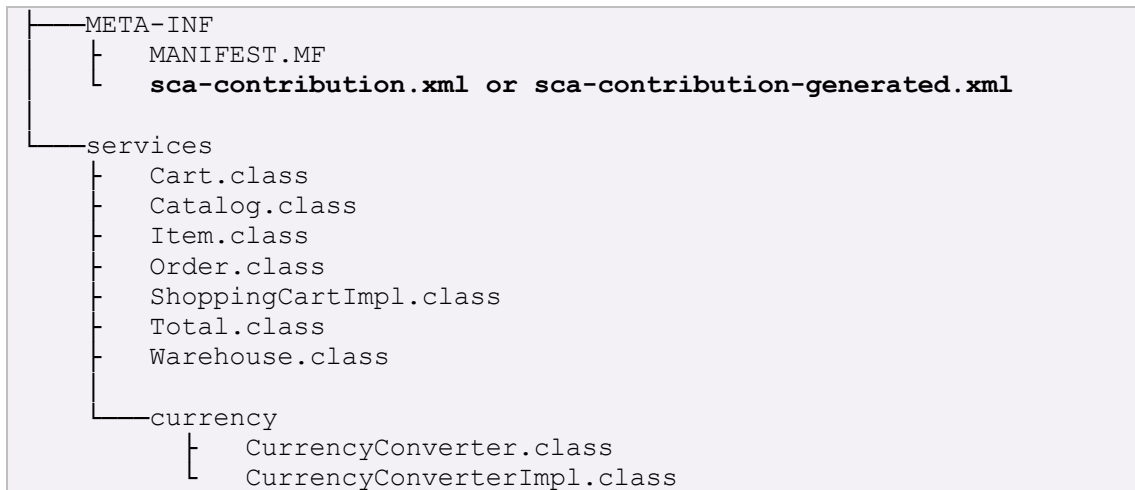 META-INF
MANIFEST.MF
sca-contribution.xml or sca-contribution-generated.xml
services
Cart.class
Catalog.class
Item.class
Order.class
ShoppingCartImpl.class
Total.class
Warehouse.class
currency
CurrencyConverter.class
CurrencyConverterImpl.class